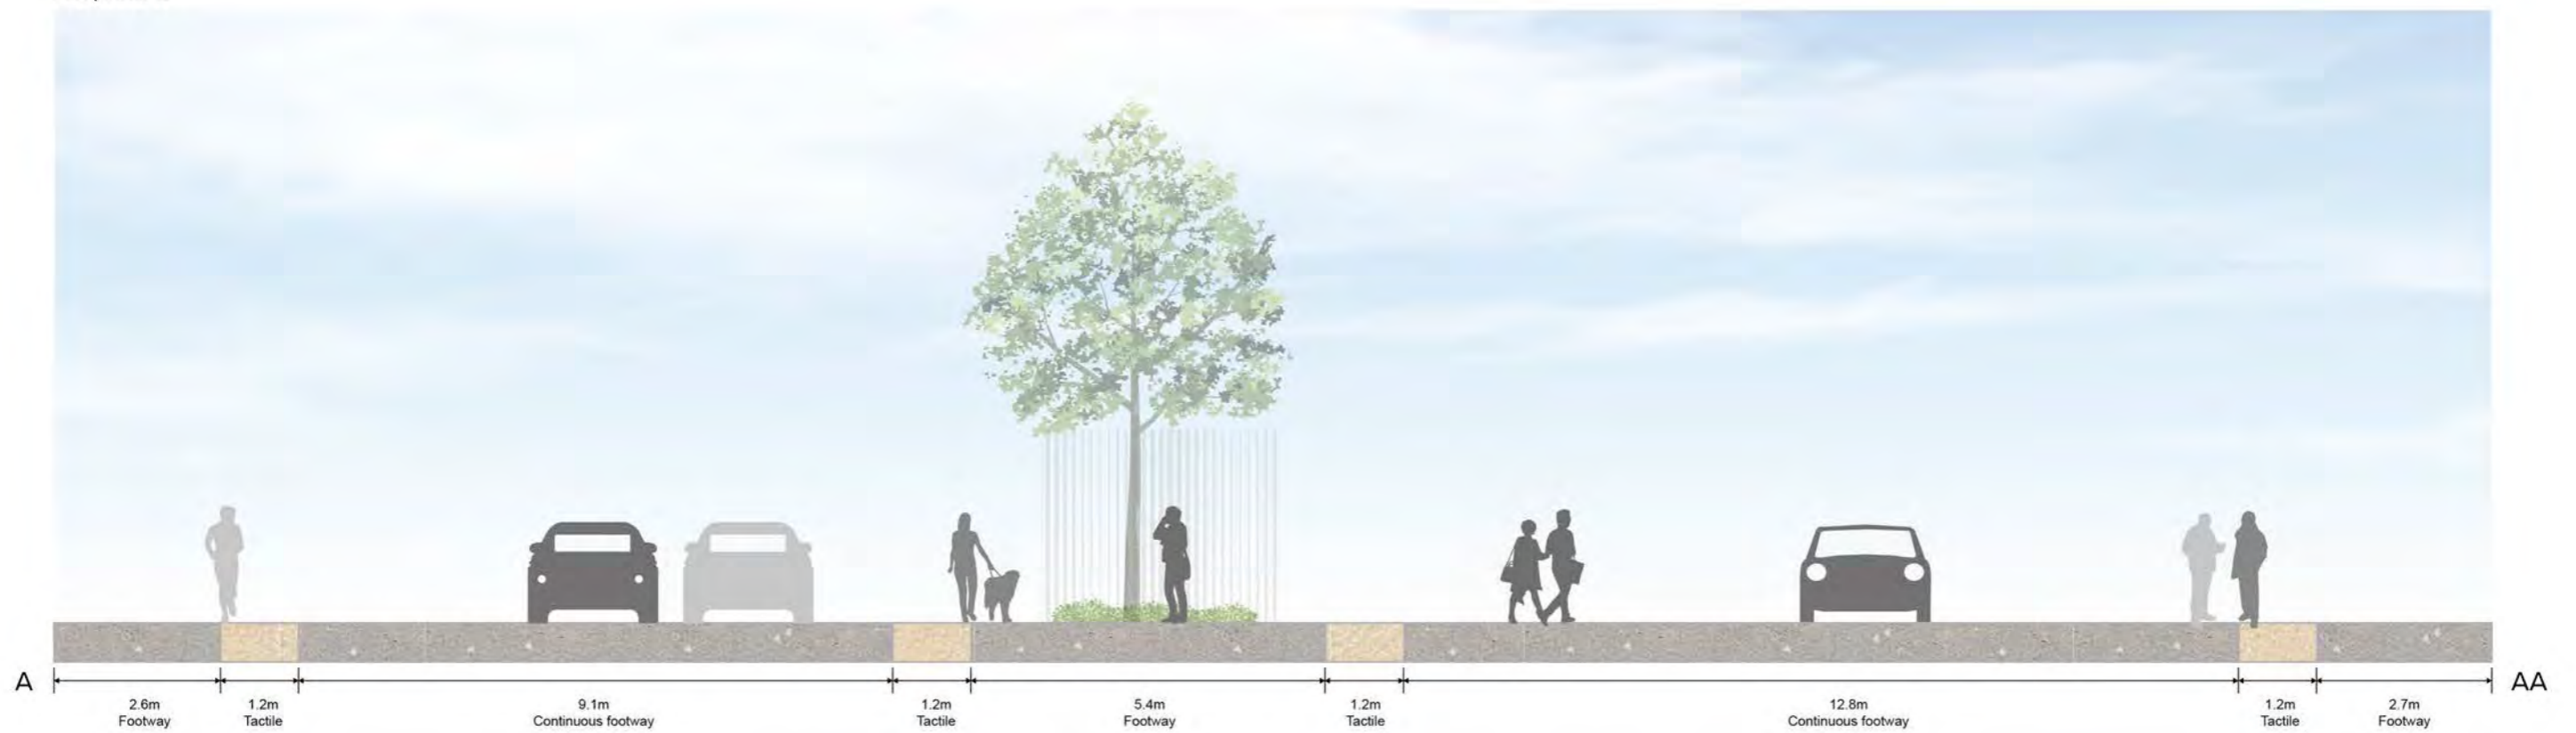 A
AA
2.6m
Footway
1.2m
Tactile
9.1m
Continuous footway
1.2m
Tactile
5.4m
Footway
1.2m
Tactile
12.8m
Continuous footway
1.2m
Tactile
2.7m
Footway